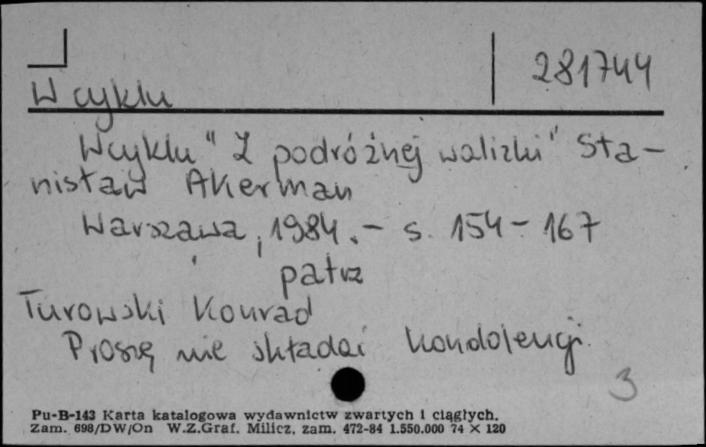 281744
W cyklu
W cyklu "Z podróżnej walizki" Sta-
nisław Akerman
Warszawa, 1984. - s. 154 - 167
patrz
Turowski Konrad
Proszę nie składać kondolencji.
3
Pu-B-143 Karta katalogowa wydawnictw zwartych i ciągłych.
Zam. 698/DW/On W.Z.Graf. Milicz, zam. 472-84 1.550.000 74 × 120